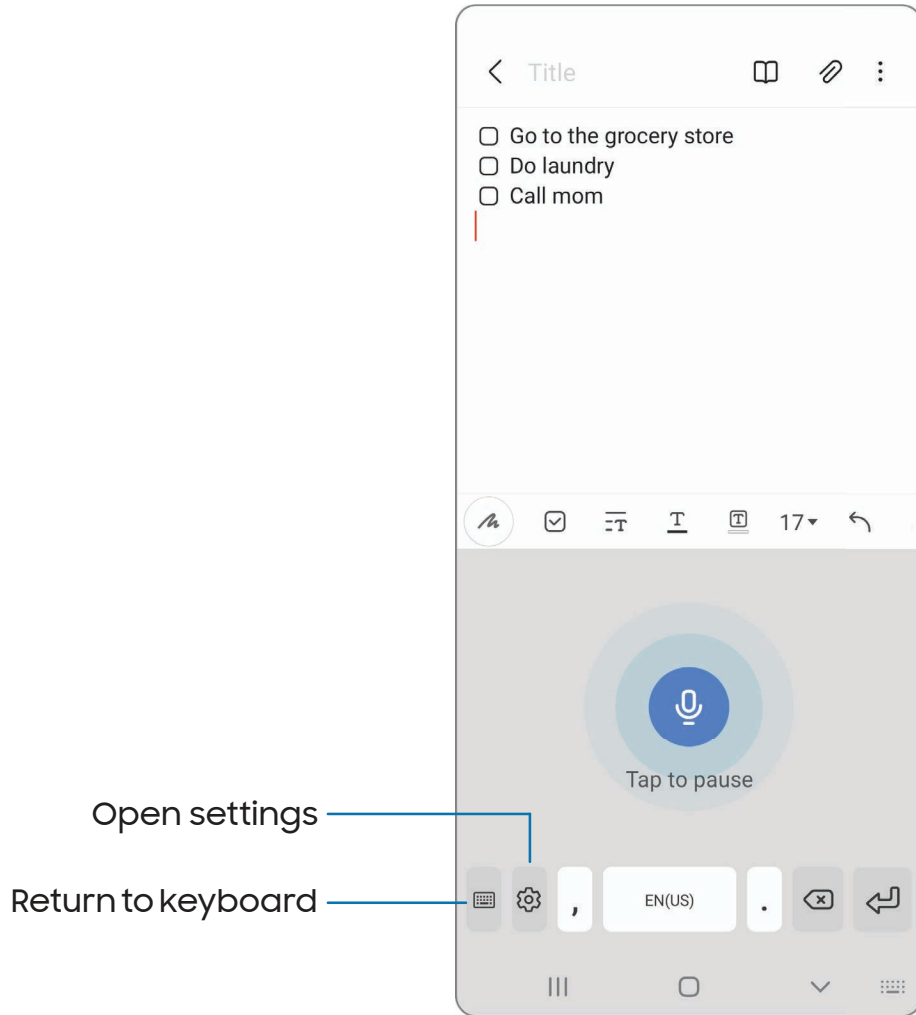 Title
Go to the grocery store
Do laundry
Call mom
T
T
T
17
Tap to pause
Open settings
Return to keyboard
, EN(US) .